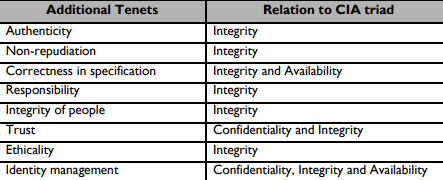 Additional Tenets Relation to CIA triad
Authenticity Integrity
Non-repudiation Integrity
Correctness in specification Integrity and Availability
Responsibility Integrity
Integrity of people Integrity
Trust Confidentiality and Integrity
Ethicality Integrity
Identity management Confidentiality, Integrity and Availability